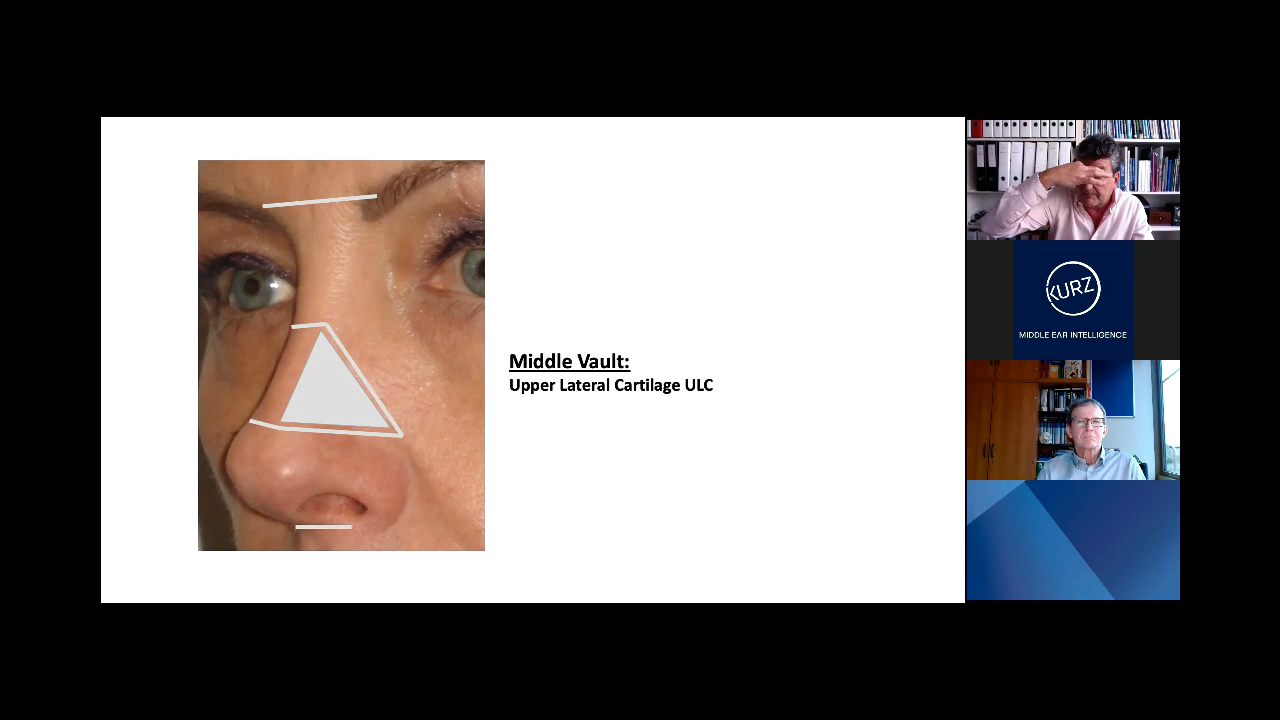 Middle Vault:
Upper Lateral Cartilage ULC
KURZ
MIDDLE EAR INTELLIGENCE